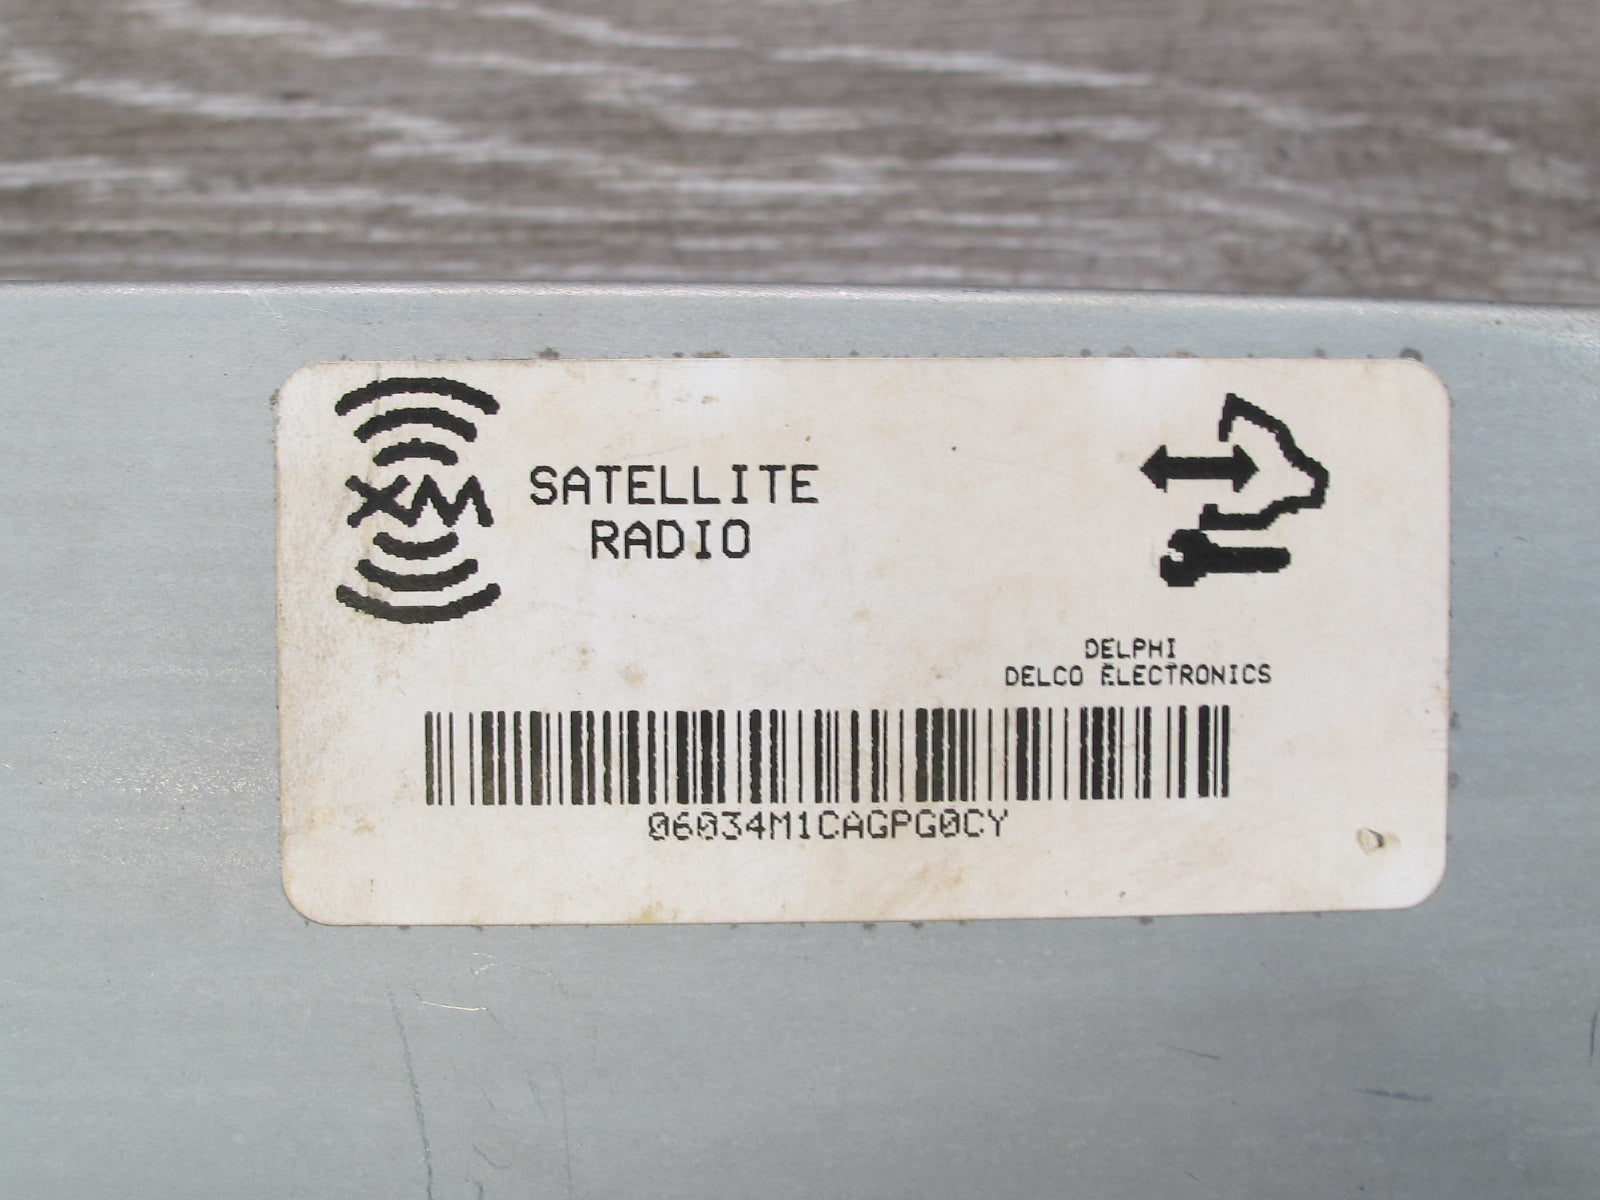 XM
SATELLITE
RADIO
DELPHI
DELCO ELECTRONICS
06034M1CAGPG0CY